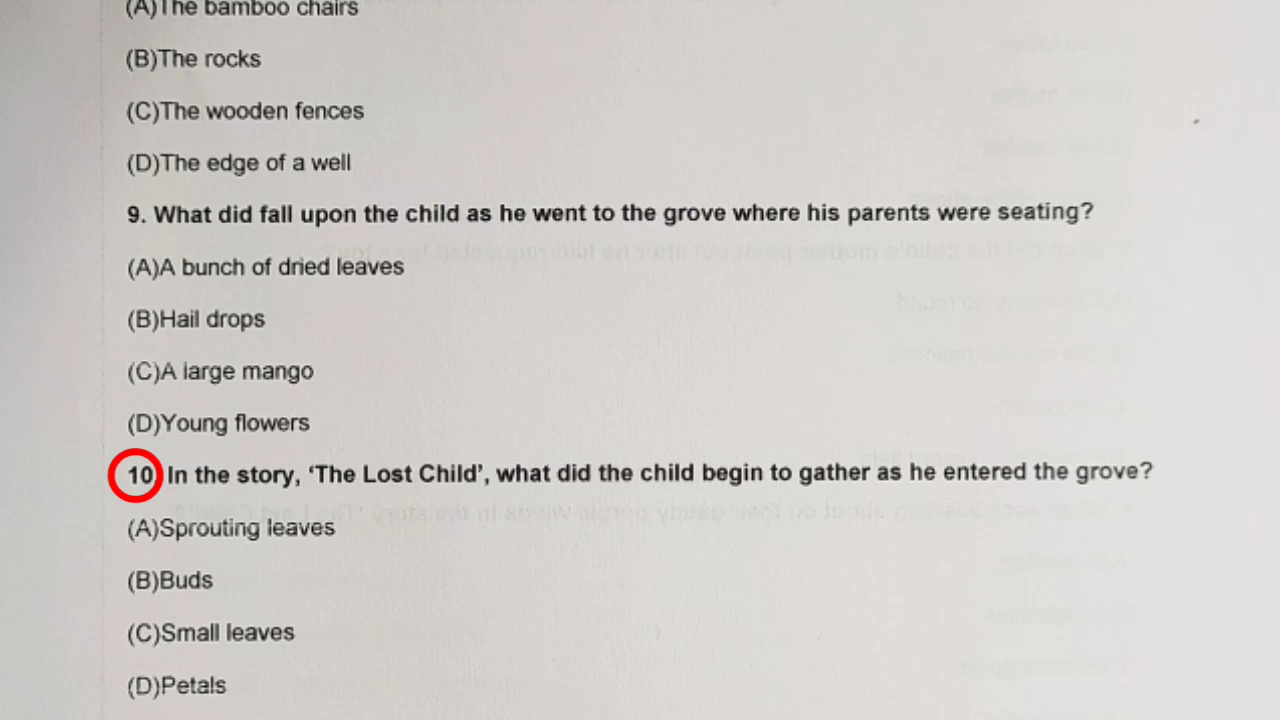 (A)The bamboo chairs
(B)The rocks
(C)The wooden fences
(D)The edge of a well
9. What did fall upon the child as he went to the grove where his parents were seating?
(A)A bunch of dried leaves
(B)Hail drops
(C)A large mango
(D)Young flowers
10. In the story, ‘The Lost Child’, what did the child begin to gather as he entered the grove?
(A)Sprouting leaves
(B)Buds
(C)Small leaves
(D)Petals